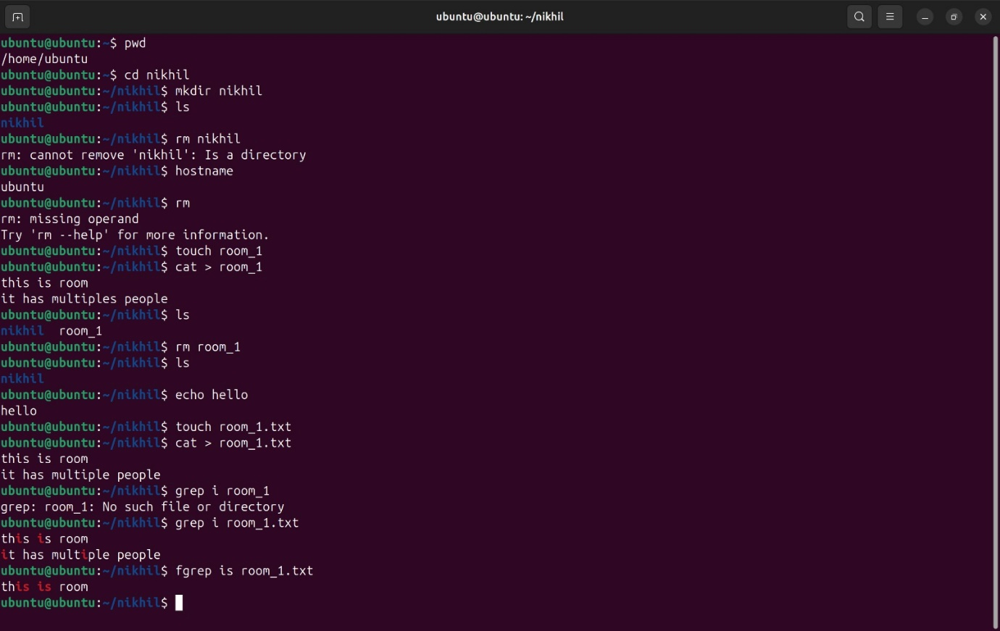 ubuntu@ubuntu: ~/nikhil
ubuntu@ubuntu:~$ pwd
/home/ubuntu
ubuntu@ubuntu:~$ cd nikhil
ubuntu@ubuntu:~/nikhil$ mkdir nikhil
ubuntu@ubuntu:~/nikhil$ ls
nikhil
ubuntu@ubuntu:~/nikhil$ rm nikhil
rm: cannot remove 'nikhil': Is a directory
ubuntu@ubuntu:~/nikhil$ hostname
ubuntu
ubuntu@ubuntu:~/nikhil$ rm
rm: missing operand
Try 'rm --help' for more information.
ubuntu@ubuntu:~/nikhil$ touch room_1
ubuntu@ubuntu:~/nikhil$ cat > room_1
this is room
it has multiples people
ubuntu@ubuntu:~/nikhil$ ls
nikhil  room_1
ubuntu@ubuntu:~/nikhil$ rm room_1
ubuntu@ubuntu:~/nikhil$ ls
nikhil
ubuntu@ubuntu:~/nikhil$ echo hello
hello
ubuntu@ubuntu:~/nikhil$ touch room_1.txt
ubuntu@ubuntu:~/nikhil$ cat > room_1.txt
this is room
it has multiple people
ubuntu@ubuntu:~/nikhil$ grep i room_1
grep: room_1: No such file or directory
ubuntu@ubuntu:~/nikhil$ grep i room_1.txt
this is room
it has multiple people
ubuntu@ubuntu:~/nikhil$ fgrep is room_1.txt
this is room
ubuntu@ubuntu:~/nikhil$